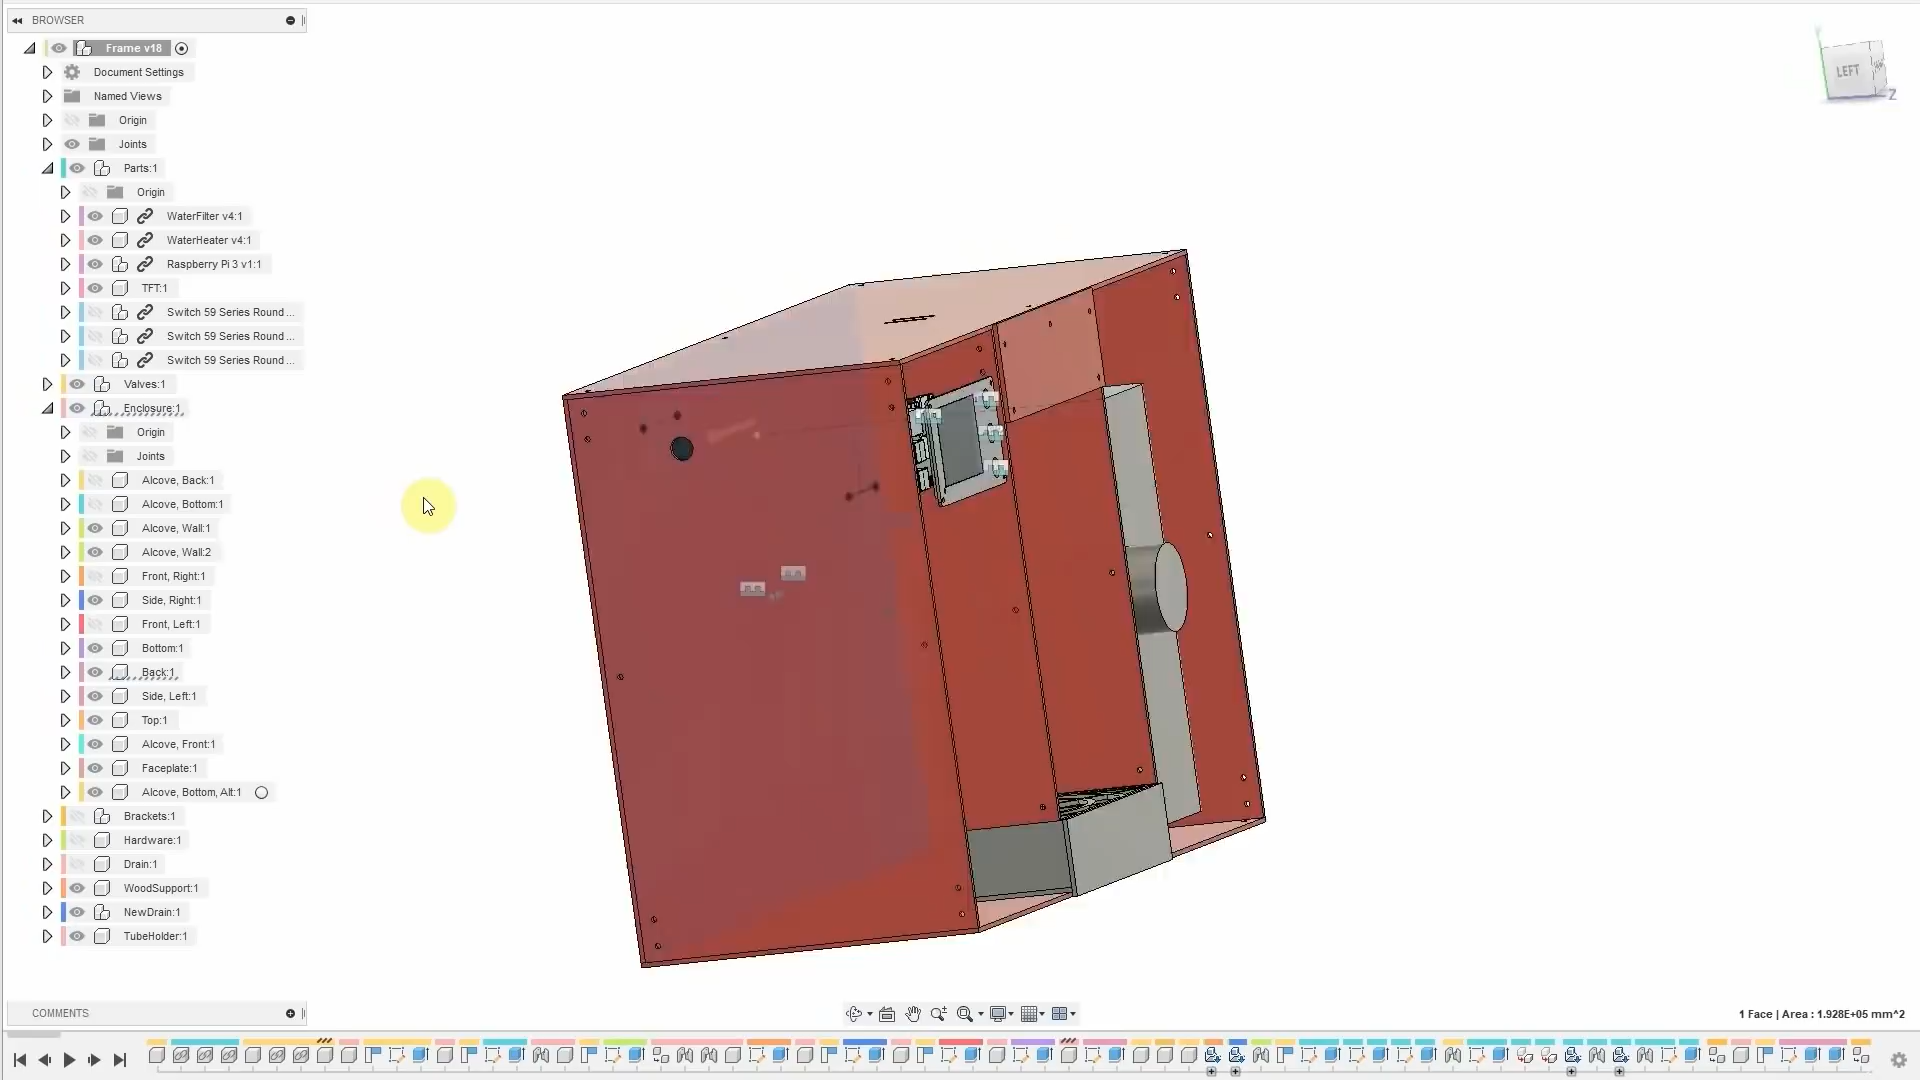 BROWSER
Frame v18
Document Settings
Named Views
Origin
Joints
Parts:1
Origin
WaterFilter v4:1
WaterHeater v4:1
Raspberry Pi 3 v1:1
TFT:1
Switch 59 Series Round ...
Switch 59 Series Round ...
Switch 59 Series Round ...
Valves:1
Enclosure:1
Origin
Joints
Alcove, Back:1
Alcove, Bottom:1
Alcove, Wall:1
Alcove, Wall:2
Front, Right:1
Side, Right:1
Front, Left:1
Bottom:1
Back:1
Side, Left:1
Top:1
Alcove, Front:1
Faceplate:1
Alcove, Bottom, Alt:1
Brackets:1
Hardware:1
Drain:1
WoodSupport:1
NewDrain:1
TubeHolder:1
LEFT
Z
COMMENTS
1 Face | Area : 1.928E+05 mm^2